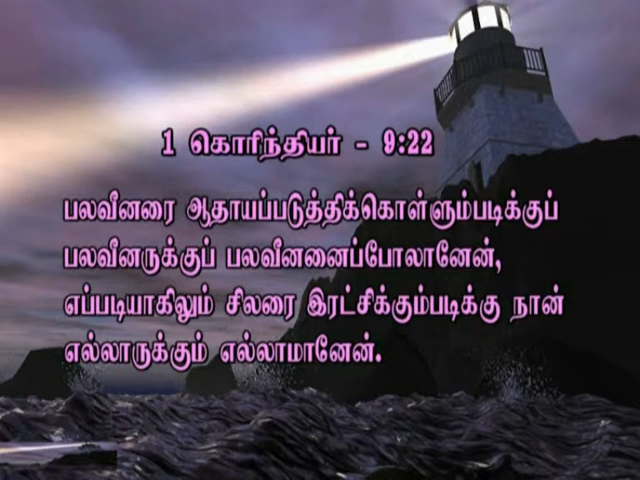 1 கொரிந்தியர் - 9:22
பலவீனரை ஆதாயப்படுத்திக்கொள்ளும்படிக்குப்
பலவீனருக்குப் பலவீனனைப்போலானேன்,
எப்படியாகிலும் சிலரை இரட்சிக்கும்படிக்கு நான்
எல்லாருக்கும் எல்லாமானேன்.